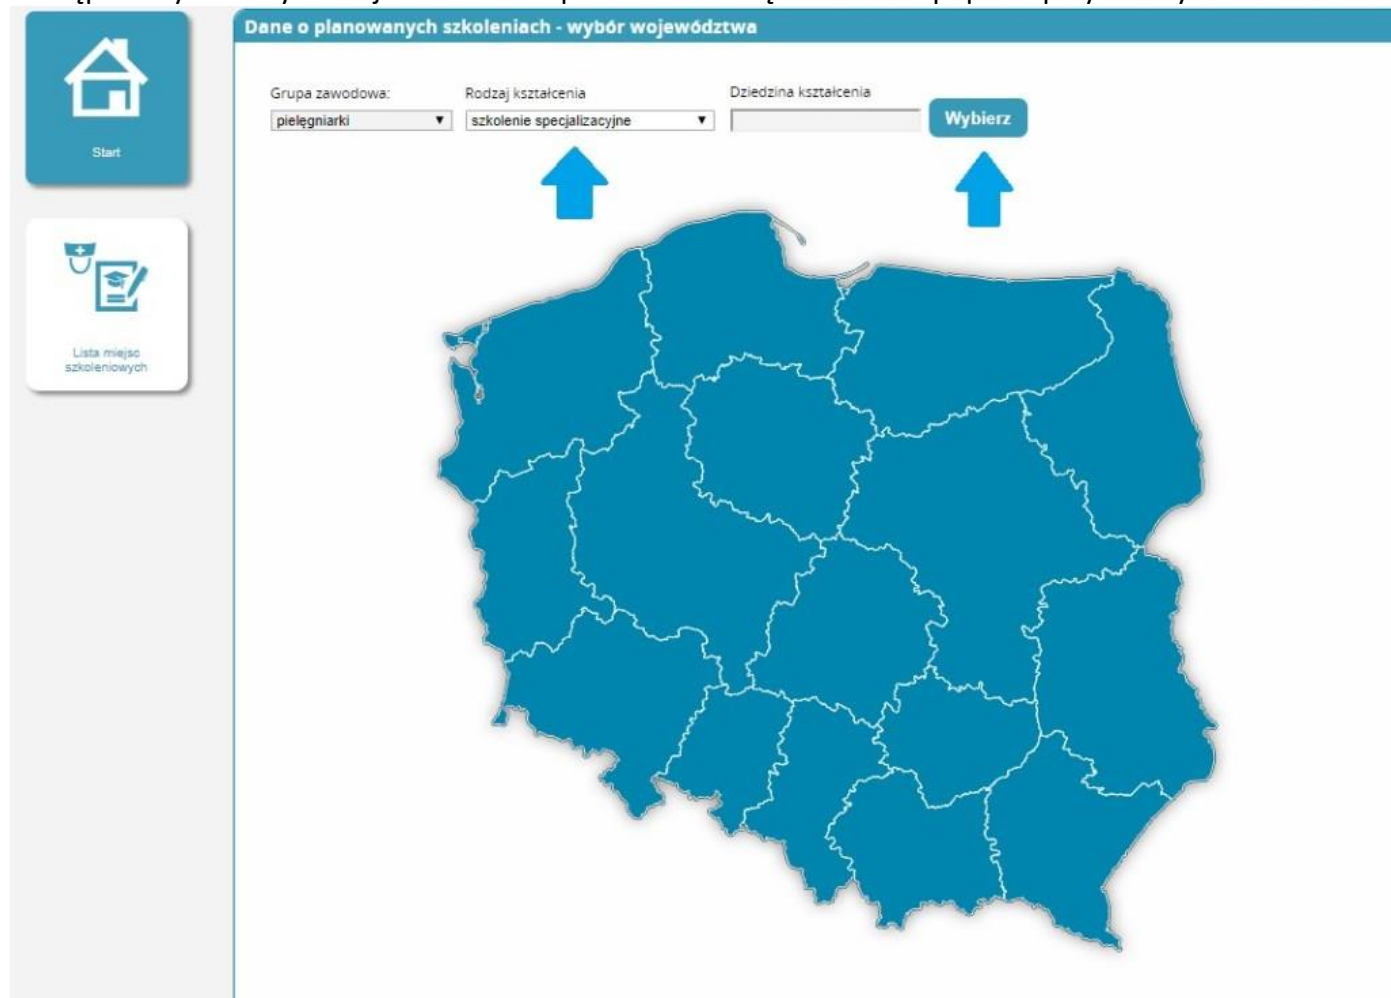 Dane o planowanych szkoleniach - wybór województwa
Grupa zawodowa:
Rodzaj kształcenia
Dziedzina kształcenia
pielęgniarki
szkolenie specjalizacyjne
Wybierz
Start
Lista miejsc
szkoleniowych